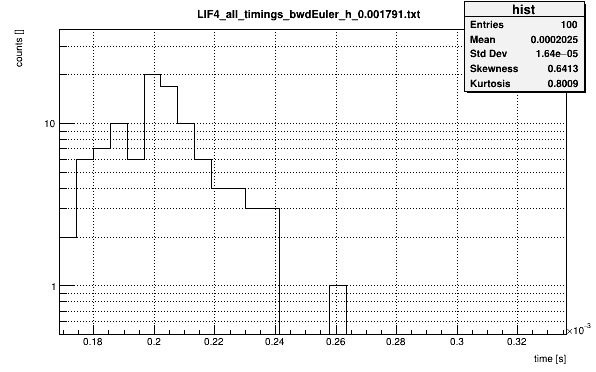 LIF4_all_timings_bwdEuler_h_0.001791.txt
hist
Entries 100
Mean 0.0002025
Std Dev 1.64e−05
Skewness 0.6413
Kurtosis 0.8009
counts []
10
1
0.18 0.2 0.22 0.24 0.26 0.28 0.3 0.32
×10⁻³
time [s]